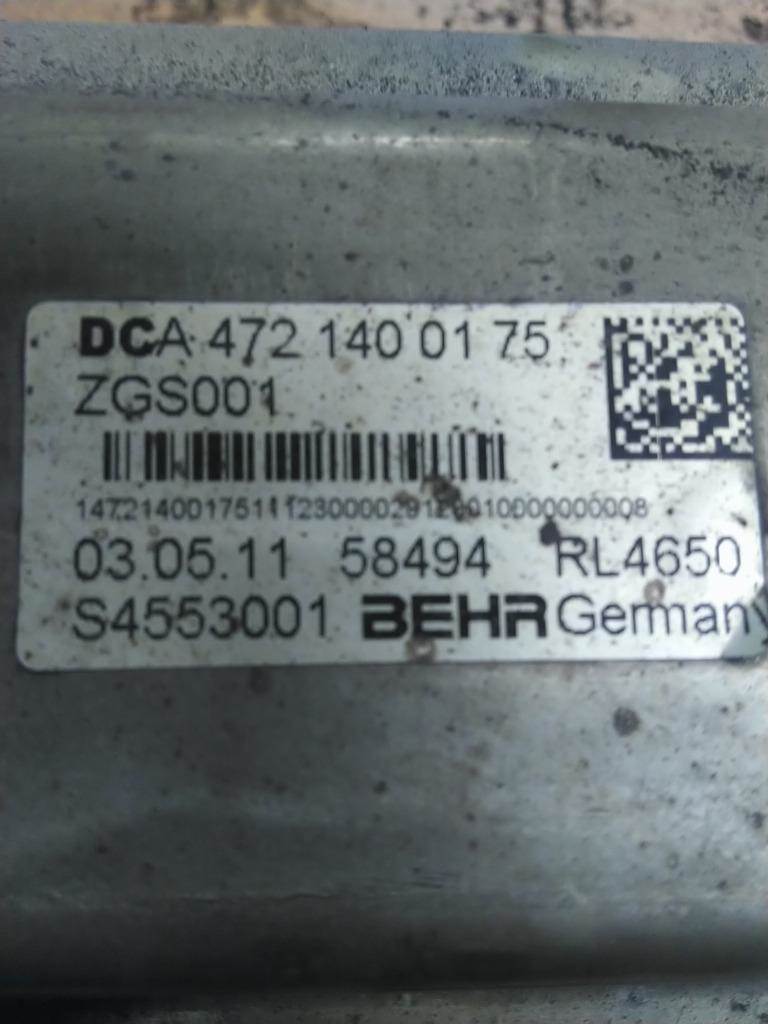 DCA 472 140 01 75
ZGS001
03.05.11 58494 RL4650
S4553001 BEHR Germany